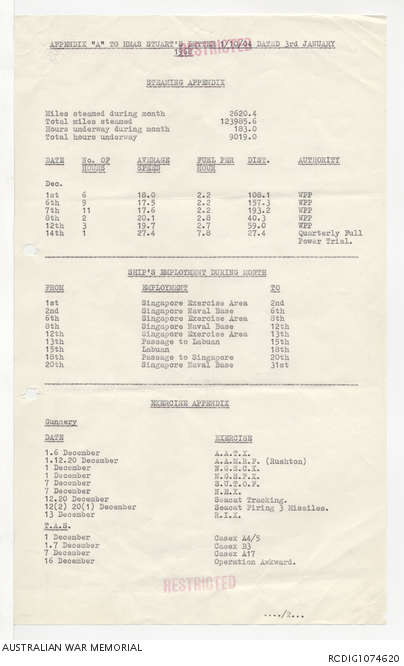 APPENDIX "A" TO HMAS STUART'S LETTER 1/10/04 DATED 3rd JANUARY
RESTRICTED
STEAMING APPENDIX
Miles steamed during month 2620.4
Total miles steamed 123985.6
Hours underway during month 183.0
Total hours underway 9019.0
DATE No. OF HOURS AVERAGE SPEED FUEL PER HOUR DIST. AUTHORITY
Dec.
1st 6 18.0 2.2 108.1 WPP
6th 9 17.5 2.2 157.3 WPP
7th 11 17.6 2.2 193.2 WPP
8th 2 20.1 2.8 40.3 WPP
12th 3 19.7 2.7 59.0 WPP
14th 1 27.4 7.8 27.4 Quarterly Full
Power Trial.
SHIP'S EMPLOYMENT DURING MONTH
FROM EMPLOYMENT TO
1st Singapore Exercise Area 2nd
2nd Singapore Naval Base 6th
6th Singapore Exercise Area 8th
8th Singapore Naval Base 12th
12th Singapore Exercise Area 13th
13th Passage to Labuan 15th
15th Labuan 18th
18th Passage to Singapore 20th
20th Singapore Naval Base 31st
EXERCISE APPENDIX
Gunnery
DATE EXERCISE
1.6 December A.A.T.X.
1.12.20 December (Rushton)
1 December N.G.S.C.X.
1 December N.G.S.F.X.
7 December S.U.T.O.F.
7 December N.E.X.
12.20 December Seacat Tracking.
12(2) 20(1) December Seacat Firing 3 Missiles.
13 December R.I.X.
T.A.S.
1 December Casex A4/5
1.7 December Casex B3
7 December Casex A17
16 December Operation Awkward.
RESTRICTED
..../2...
AUSTRALIAN WAR MEMORIAL RCDIG1074620